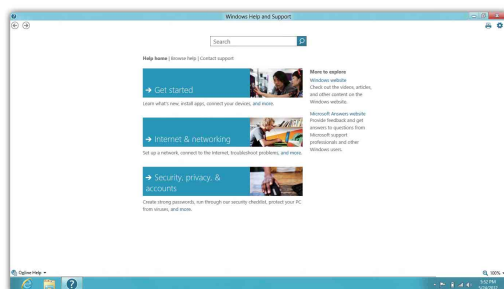 Windows Help and Support
Search
Help home | Browse help | Contact support
→ Get started
Learn what's new, install apps, connect your devices, and more.
→ Internet & networking
Set up a network, connect to the Internet, troubleshoot problems, and more.
→ Security, privacy, &
accounts
Create strong passwords, run through our security checklist, protect your PC
from viruses, and more.
More to explore
Windows website
Check out the videos, articles,
and other content on the
Windows website.
Microsoft Answers website
Provide feedback and get
answers to questions from
Microsoft support
professionals and other
Windows users.
Online Help
100%
5:52 PM